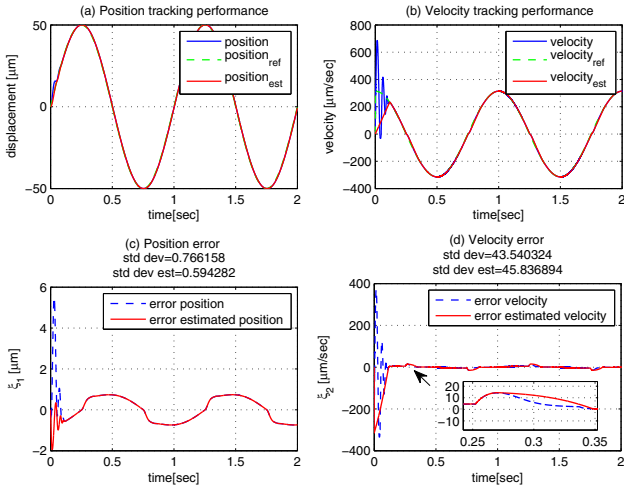 (a) Position tracking performance
50
0
−50
displacement [μm]
0
0.5
1
1.5
2
time[sec]
position
position_ref
position_est
(b) Velocity tracking performance
800
600
400
200
0
−200
−400
velocity [μm/sec]
0
0.5
1
1.5
2
time[sec]
velocity
velocity_ref
velocity_est
(c) Position error
std dev=0.766158
std dev est=0.594282
6
4
2
0
−2
ξ₁ [μm]
0
0.5
1
1.5
2
time[sec]
error position
error estimated position
(d) Velocity error
std dev=43.540324
std dev est=45.836894
400
200
0
−200
−400
ξ₂ [μm/sec]
0
0.5
1
1.5
2
time[sec]
error velocity
error estimated velocity
20
10
0
−10
0.25
0.3
0.35